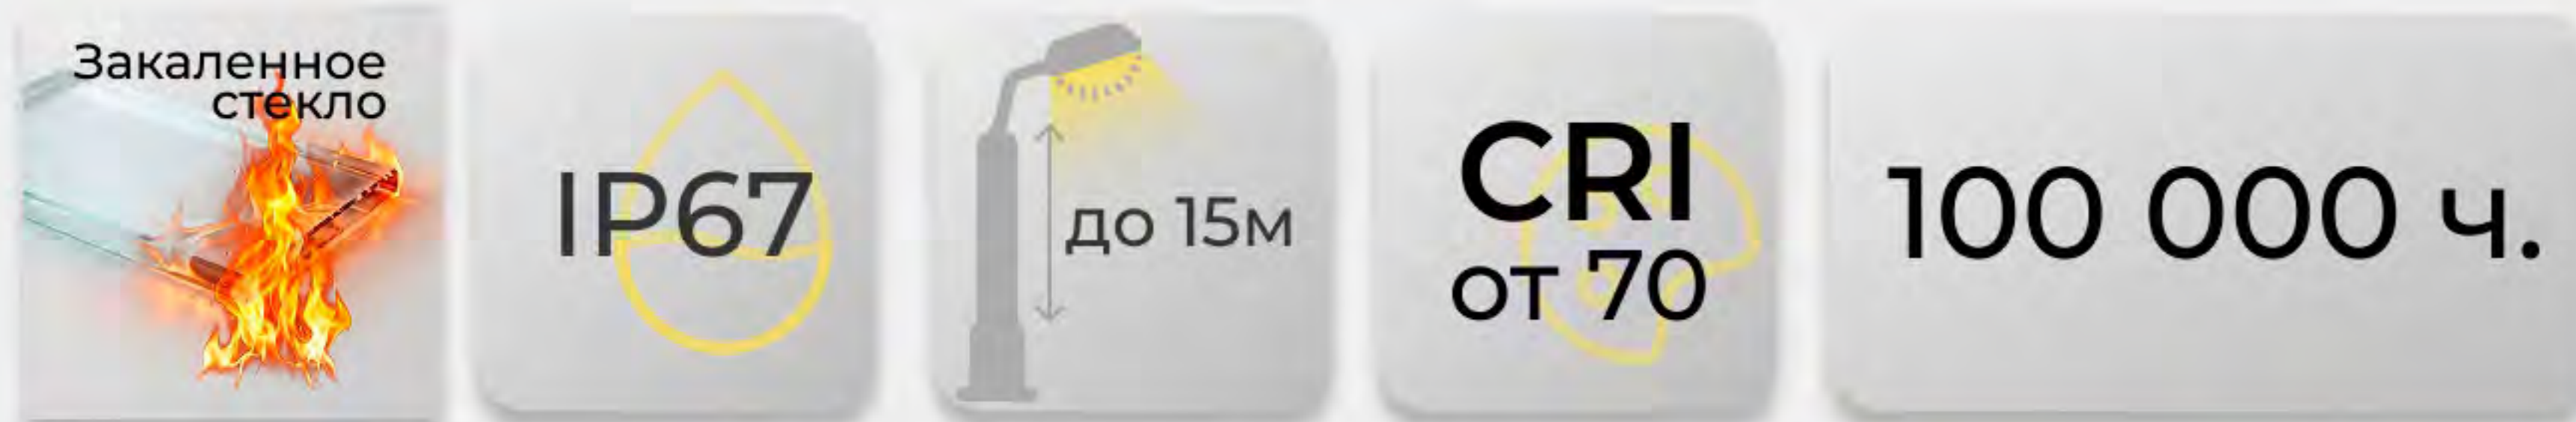 Закаленное
стекло
IP67
до 15м
CRI
от 70
100 000 ч.